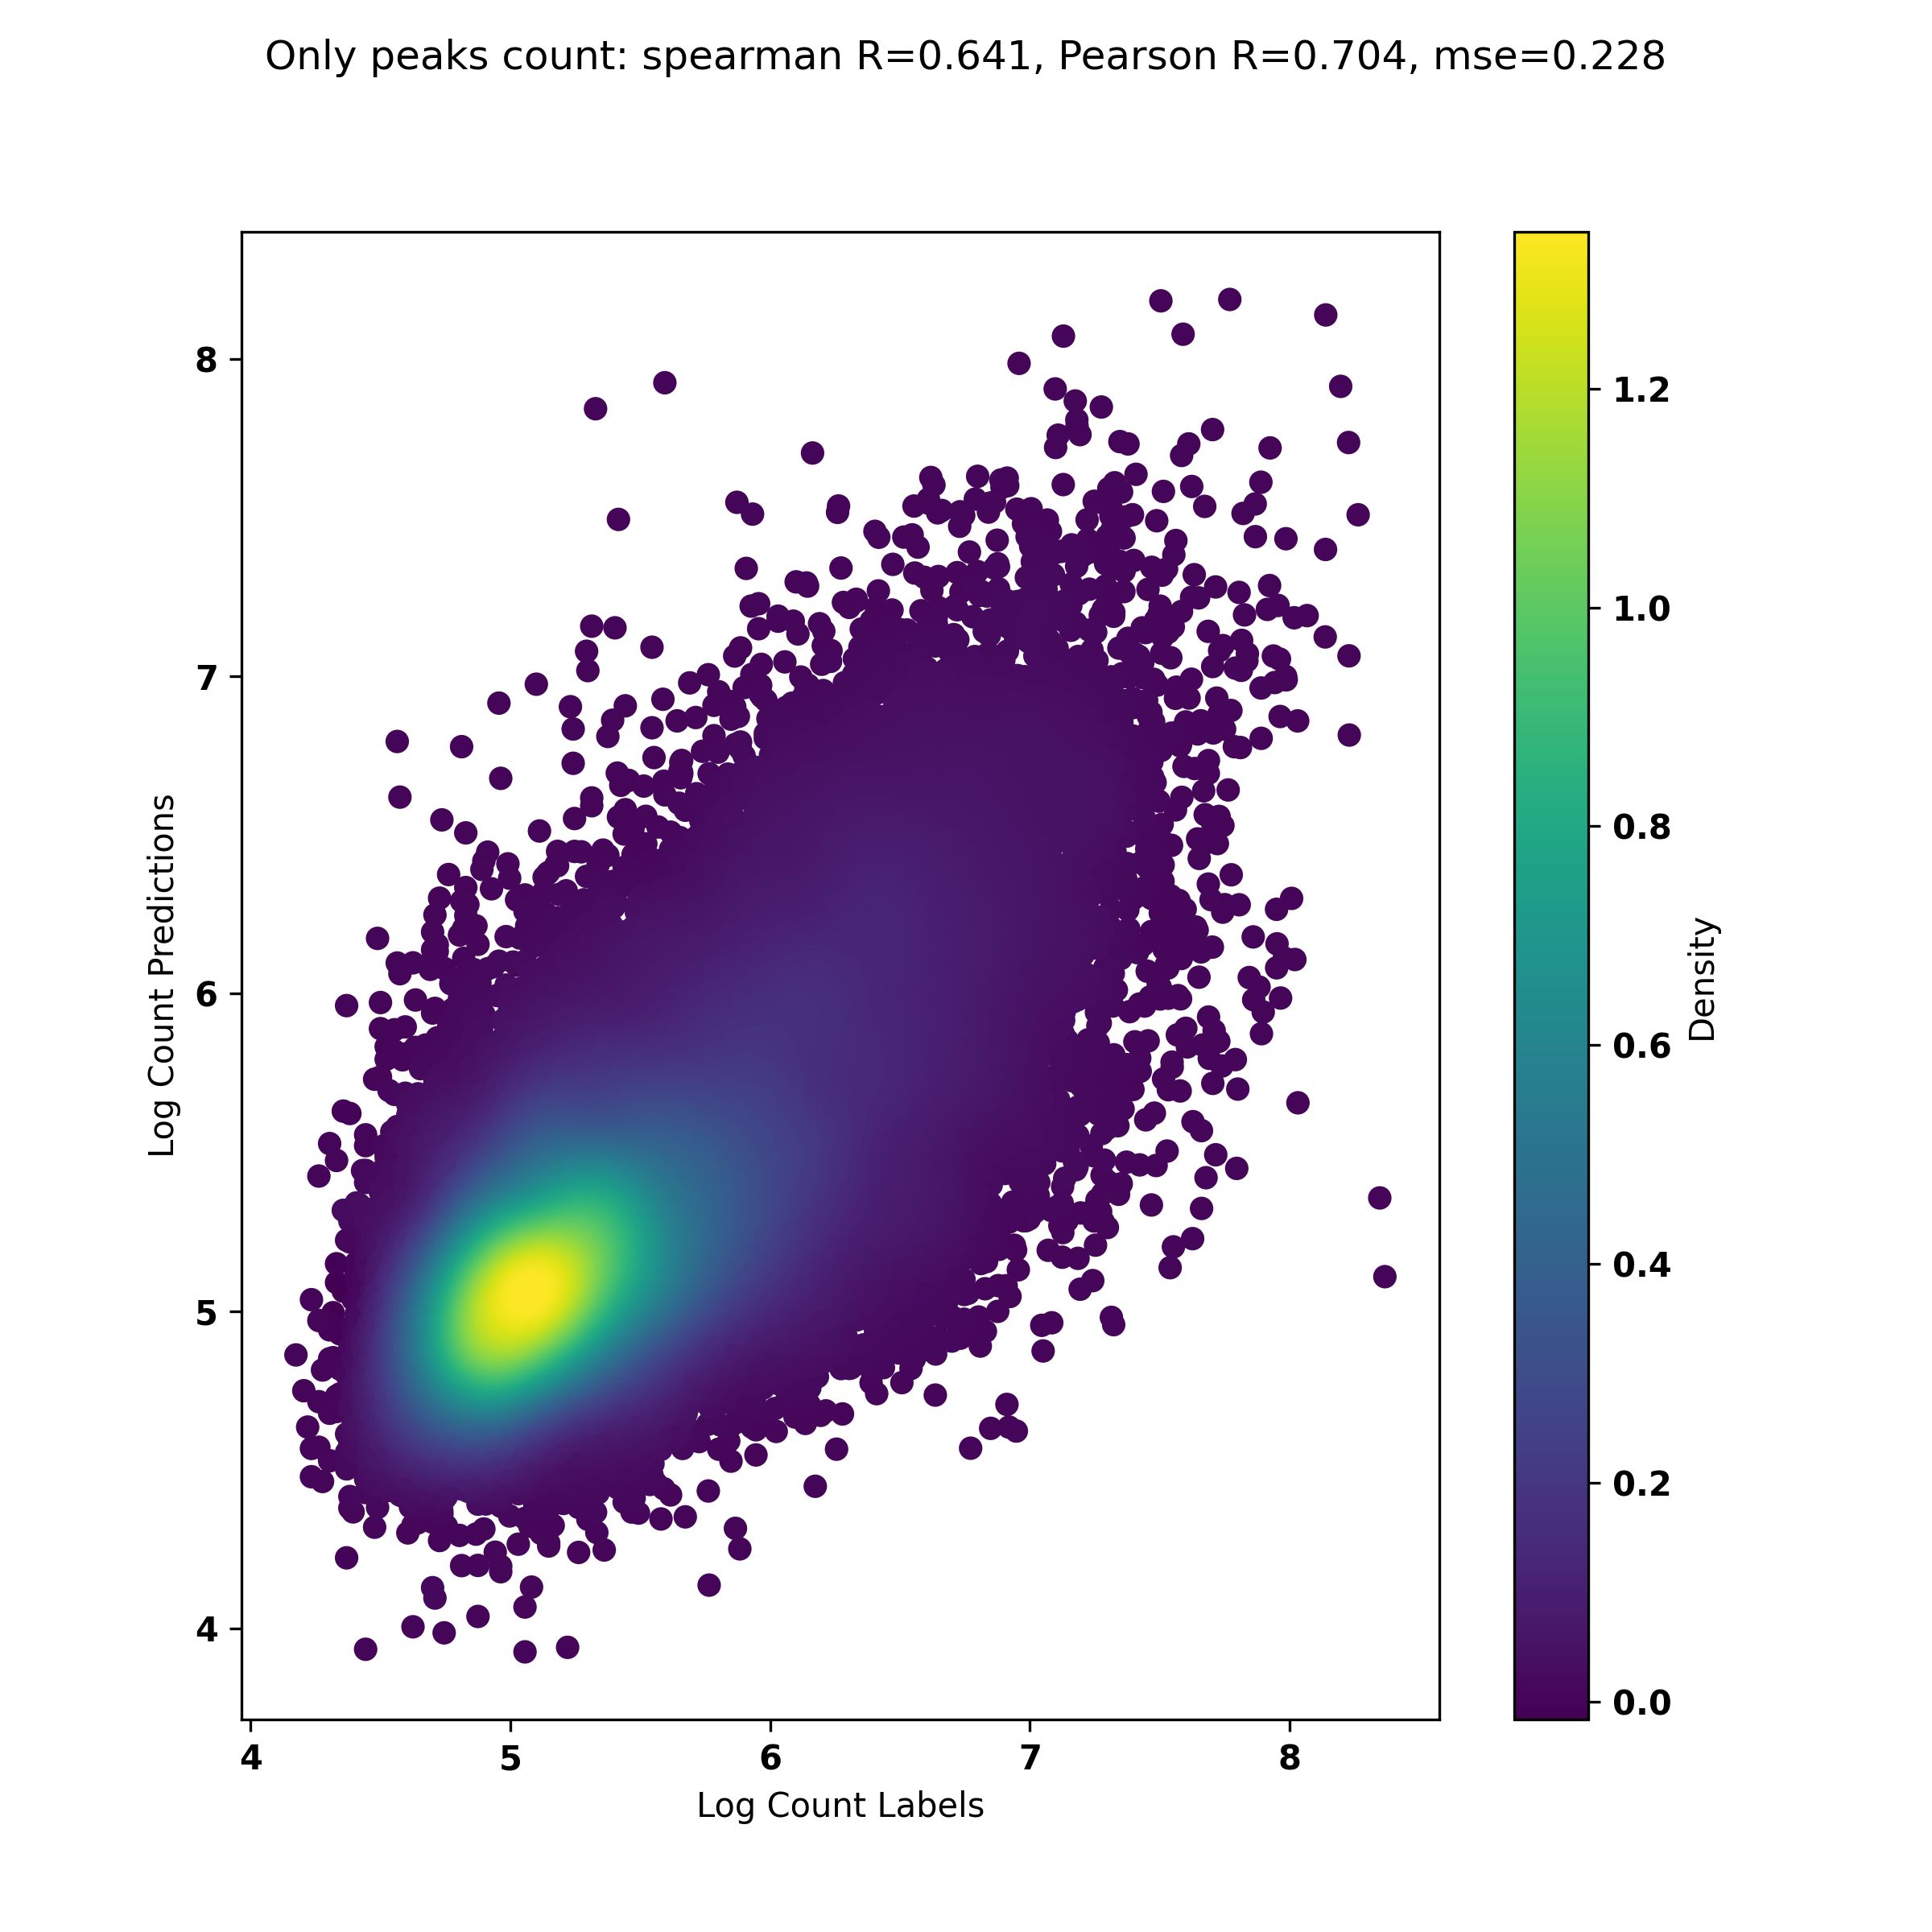 Only peaks count: spearman R=0.641, Pearson R=0.704, mse=0.228
Log Count Predictions
8
7
6
5
4
4 5 6 7 8
Log Count Labels
1.2
1.0
0.8
0.6
0.4
0.2
0.0
Density